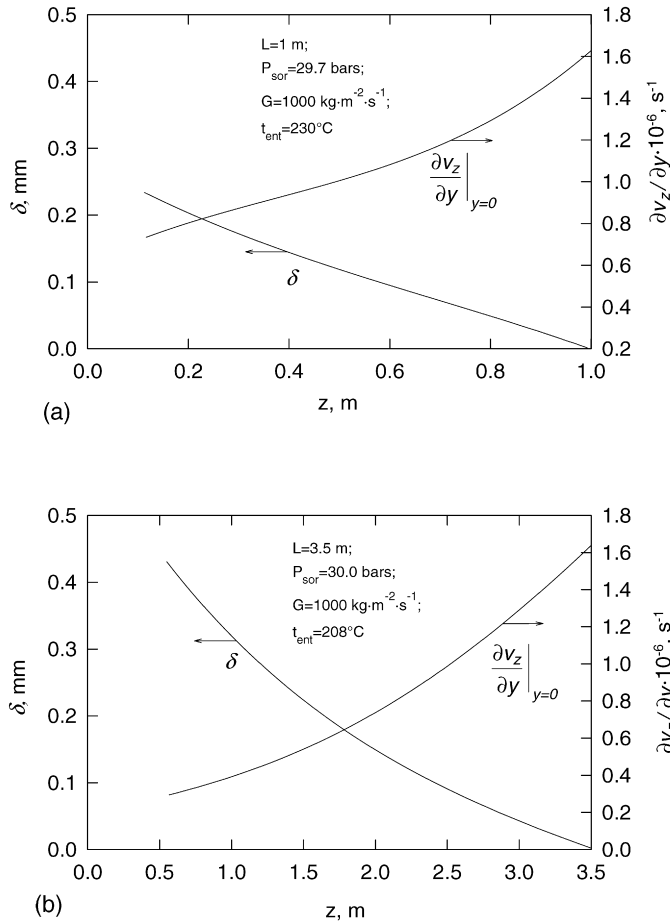 0.5
0.4
0.3
0.2
0.1
0.0
δ, mm
1.8
1.6
1.4
1.2
1.0
0.8
0.6
0.4
0.2
∂v_z/∂y·10^-6, s^-1
L=1 m;
P_sor=29.7 bars;
G=1000 kg·m^-2·s^-1;
t_ent=230°C
∂v_z
∂y
y=0
δ
0.0 0.2 0.4 0.6 0.8 1.0
z, m
(a)
0.5
0.4
0.3
0.2
0.1
0.0
δ, mm
1.8
1.6
1.4
1.2
1.0
0.8
0.6
0.4
0.2
0.0
∂v_z/∂y·10^-6, s^-1
L=3.5 m;
P_sor=30.0 bars;
G=1000 kg·m^-2·s^-1;
t_ent=208°C
δ
∂v_z
∂y
y=0
0.0 0.5 1.0 1.5 2.0 2.5 3.0 3.5
z, m
(b)